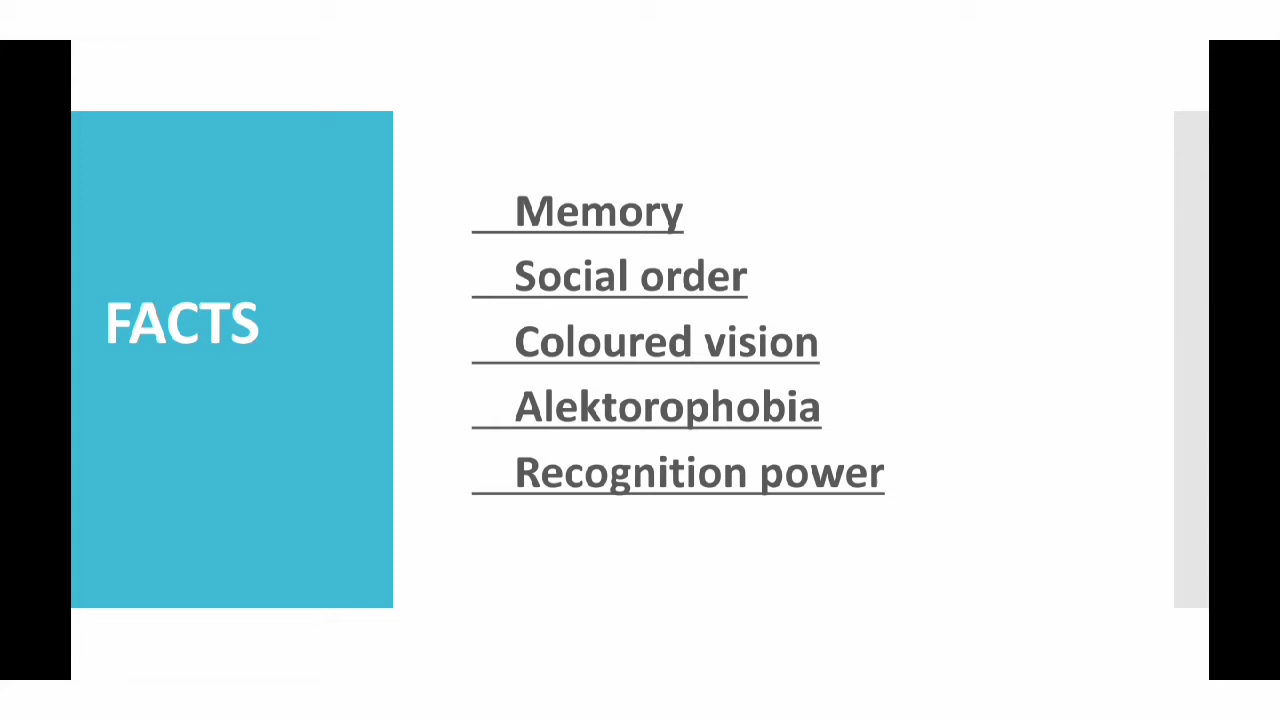 FACTS
Memory
Social order
Coloured vision
Alektorophobia
Recognition power